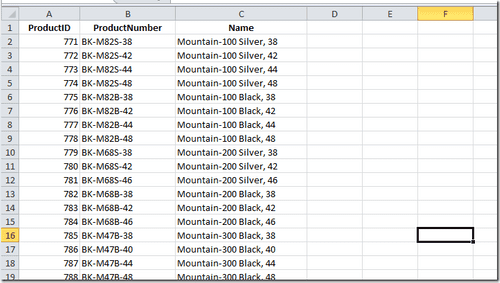 A B C D E F
1 ProductID ProductNumber Name
2 771 BK-M82S-38 Mountain-100 Silver, 38
3 772 BK-M82S-42 Mountain-100 Silver, 42
4 773 BK-M82S-44 Mountain-100 Silver, 44
5 774 BK-M82S-48 Mountain-100 Silver, 48
6 775 BK-M82B-38 Mountain-100 Black, 38
7 776 BK-M82B-42 Mountain-100 Black, 42
8 777 BK-M82B-44 Mountain-100 Black, 44
9 778 BK-M82B-48 Mountain-100 Black, 48
10 779 BK-M68S-38 Mountain-200 Silver, 38
11 780 BK-M68S-42 Mountain-200 Silver, 42
12 781 BK-M68S-46 Mountain-200 Silver, 46
13 782 BK-M68B-38 Mountain-200 Black, 38
14 783 BK-M68B-42 Mountain-200 Black, 42
15 784 BK-M68B-46 Mountain-200 Black, 46
16 785 BK-M47B-38 Mountain-300 Black, 38
17 786 BK-M47B-40 Mountain-300 Black, 40
18 787 BK-M47B-44 Mountain-300 Black, 44
19 788 BK-M47B-48 Mountain-300 Black, 48